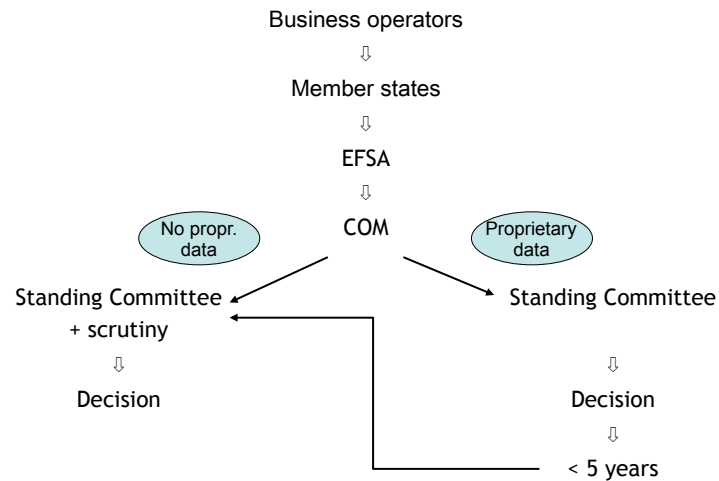 Business operators
⇩
Member states
⇩
EFSA
⇩
COM
No propr.
data
Proprietary
data
Standing Committee
+ scrutiny
⇩
Decision
Standing Committee
⇩
Decision
⇩
< 5 years